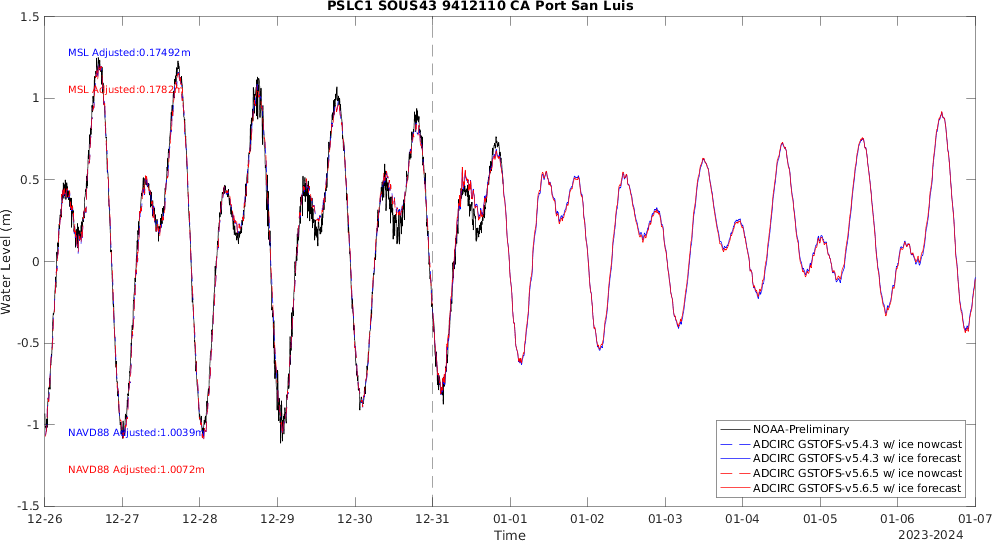 PSLC1 SOUS43 9412110 CA Port San Luis
1.5
MSL Adjusted:0.17492m
1
MSL Adjusted:0.1782m
0.5
0
-0.5
-1
NAVD88 Adjusted:1.0039m
NAVD88 Adjusted:1.0072m
-1.5
Water Level (m)
NOAA-Preliminary
ADCIRC GSTOFS-v5.4.3 w/ ice nowcast
ADCIRC GSTOFS-v5.4.3 w/ ice forecast
ADCIRC GSTOFS-v5.6.5 w/ ice nowcast
ADCIRC GSTOFS-v5.6.5 w/ ice forecast
12-26 12-27 12-28 12-29 12-30 12-31 01-01 01-02 01-03 01-04 01-05 01-06 01-07
Time
2023-2024